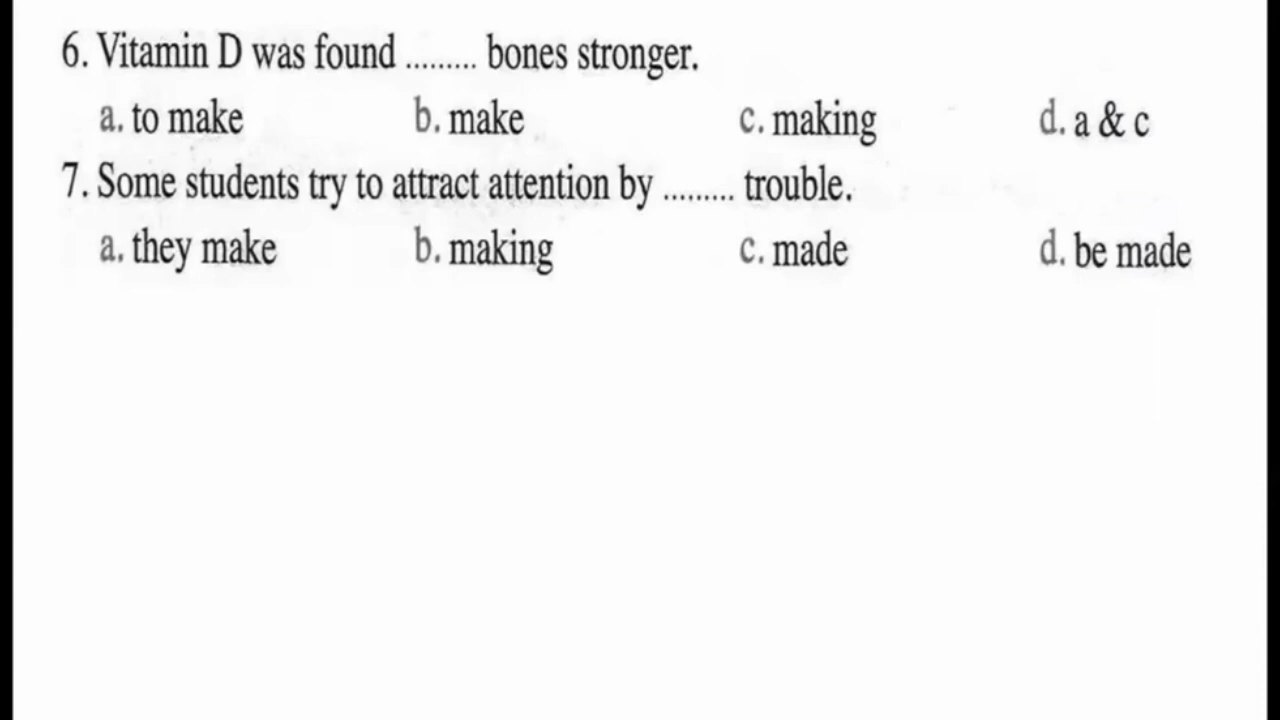 6. Vitamin D was found ......... bones stronger.
a. to make b. make c. making d. a & c
7. Some students try to attract attention by ......... trouble.
a. they make b. making c. made d. be made